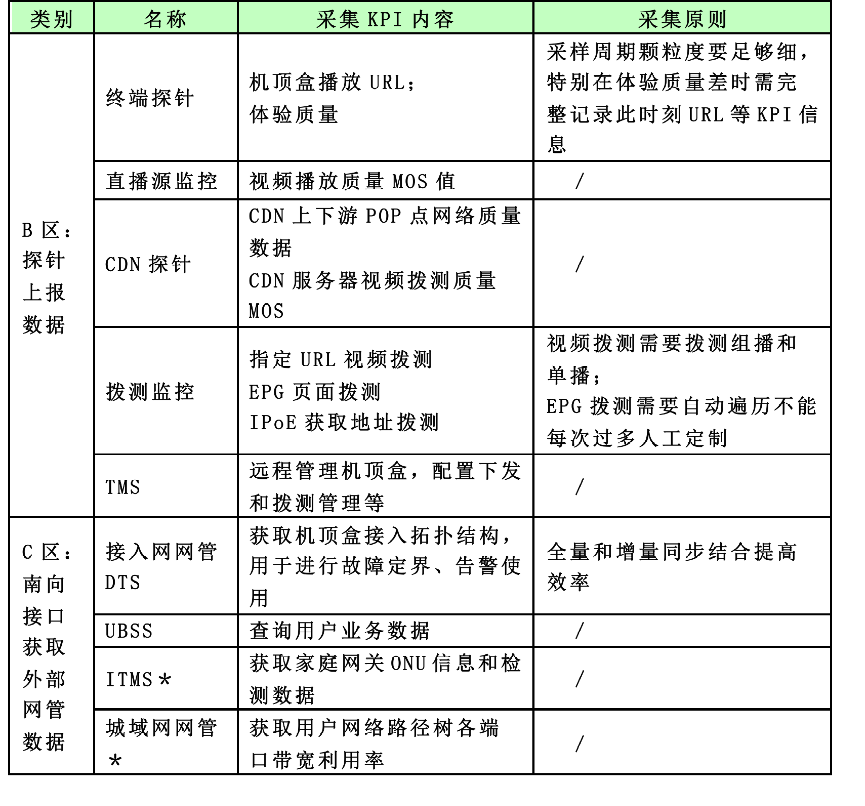 类别 名称 采集 KPI 内容 采集原则
B 区:
探针
上报
数据
终端探针
机顶盒播放 URL;
体验质量
采样周期颗粒度要足够细,
特别在体验质量差时需完
整记录此时刻 URL 等 KPI 信
息
直播源监控
视频播放质量 MOS 值
/
CDN 探针
CDN 上下游 POP 点网络质量
数据
CDN 服务器视频拨测质量
MOS
/
拨测监控
指定 URL 视频拨测
EPG 页面拨测
IPoE 获取地址拨测
视频拨测需要拨测组播和
单播;
EPG 拨测需要自动遍历不能
每次过多人工定制
TMS
远程管理机顶盒,配置下发
和拨测管理等
/
C 区:
南向
接口
获取
外部
网管
数据
接入网网管
DTS
获取机顶盒接入拓扑结构,
用于进行故障定界、告警使
用
全量和增量同步结合提高
效率
UBSS
查询用户业务数据
/
ITMS*
获取家庭网关 ONU 信息和检
测数据
/
城域网网管
*
获取用户网络路径树各端
口带宽利用率
/